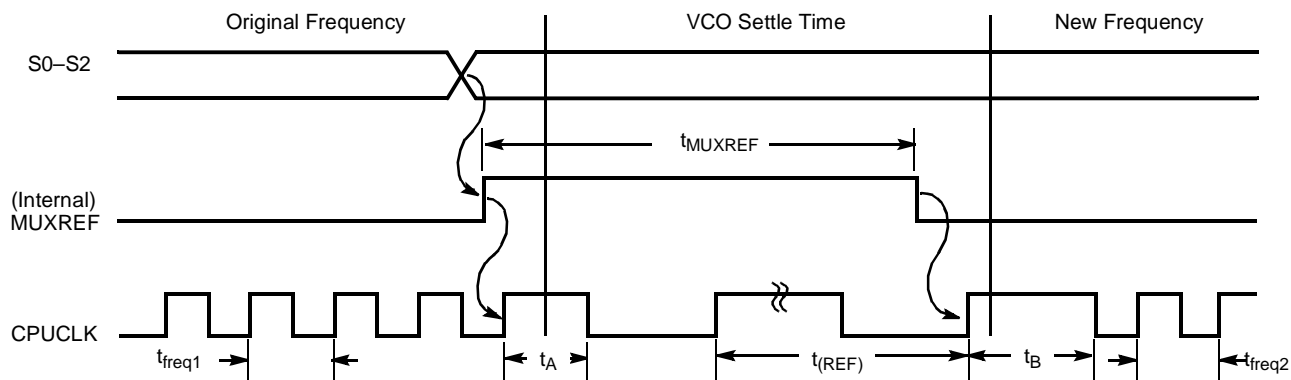 Original Frequency
VCO Settle Time
New Frequency
S0–S2
tMUXREF
(Internal)
MUXREF
CPUCLK
tfreq1
tA
t(REF)
tB
tfreq2